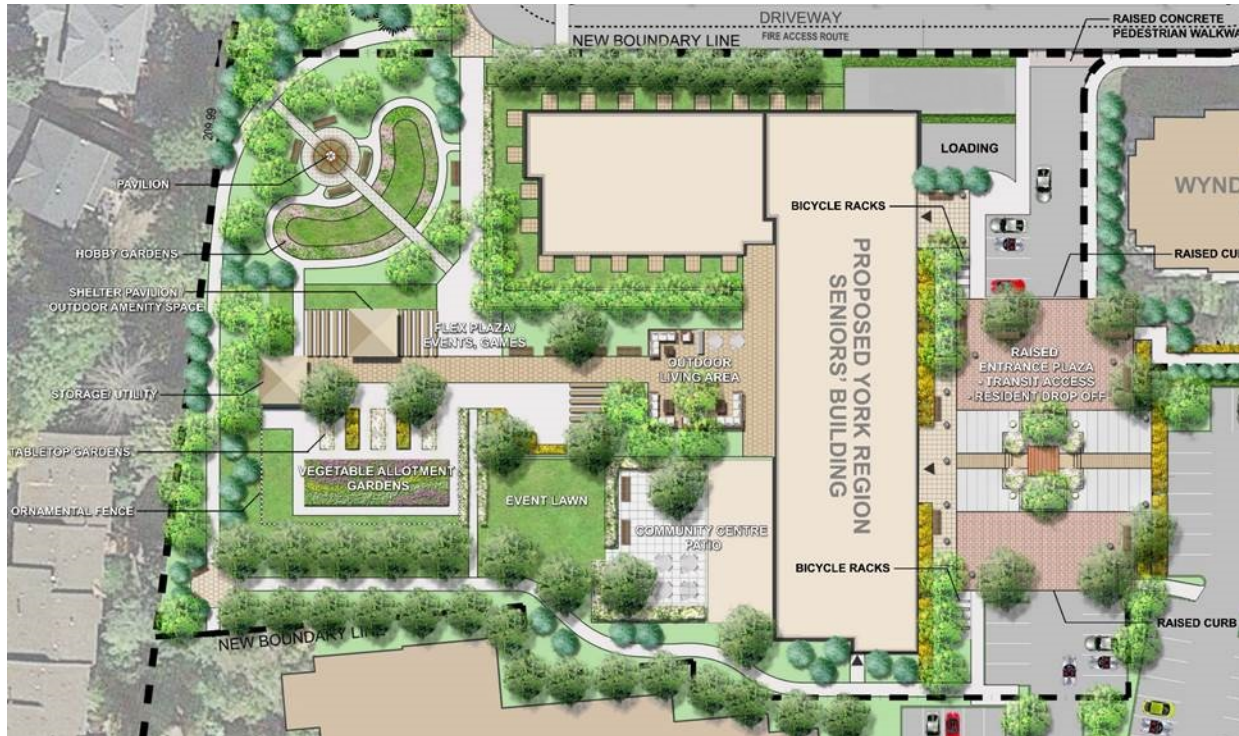 DRIVEWAY
FIRE ACCESS ROUTE
NEW BOUNDARY LINE
RAISED CONCRETE
PEDESTRIAN WALKWA
209.99
PAVILION
HOBBY GARDENS
SHELTER PAVILION
OUTDOOR AMENITY SPACE
FLEX PLAZA/
EVENTS, GAMES
STORAGE/ UTILITY
TABLETOP GARDENS
VEGETABLE ALLOTMENT
GARDENS
ORNAMENTAL FENCE
EVENT LAWN
OUTDOOR
LIVING AREA
COMMUNITY CENTRE
PATIO
PROPOSED YORK REGION
SENIORS' BUILDING
LOADING
BICYCLE RACKS
WYND
RAISED CU
RAISED
ENTRANCE PLAZA
- TRANSIT ACCESS
- RESIDENT DROP OFF
BICYCLE RACKS
RAISED CURB
NEW BOUNDARY LINE